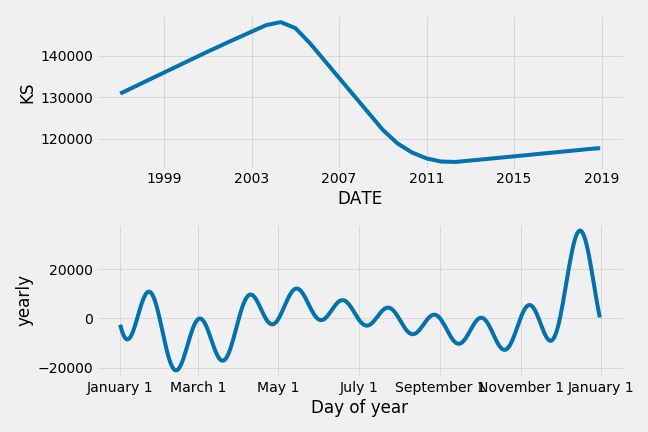 140000
130000
120000
KS
1999 2003 2007 2011 2015 2019
DATE
20000
0
−20000
yearly
January 1 March 1 May 1 July 1 September 1 November 1 January 1
Day of year